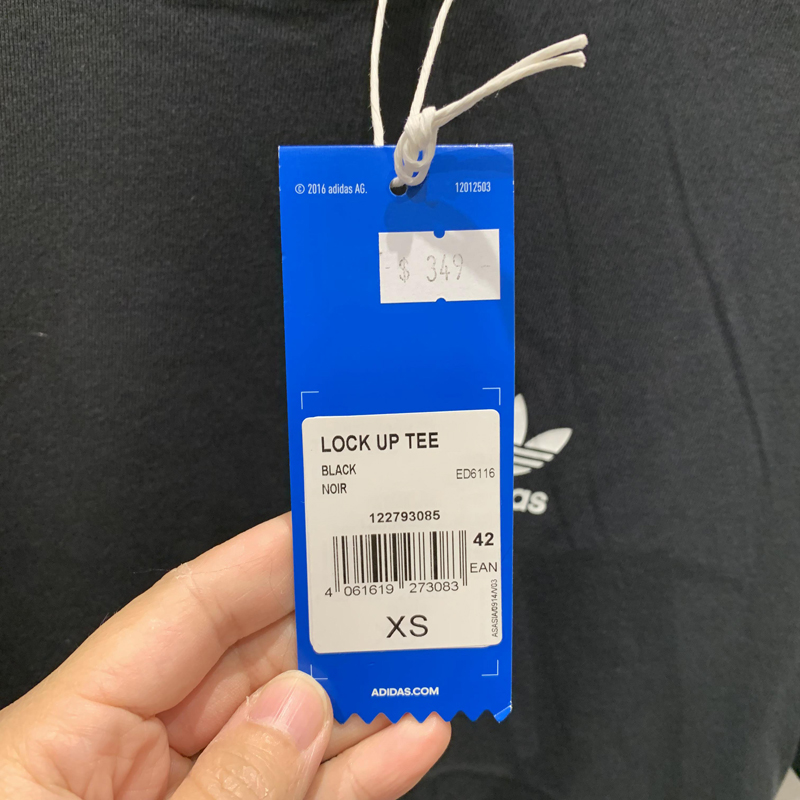 © 2016 adidas AG.
12012503
$ 349
LOCK UP TEE
BLACK
ED6116
NOIR
122793085
42
EAN
4 061619 273083
ASASIA/0914/V03
XS
ADIDAS.COM
das